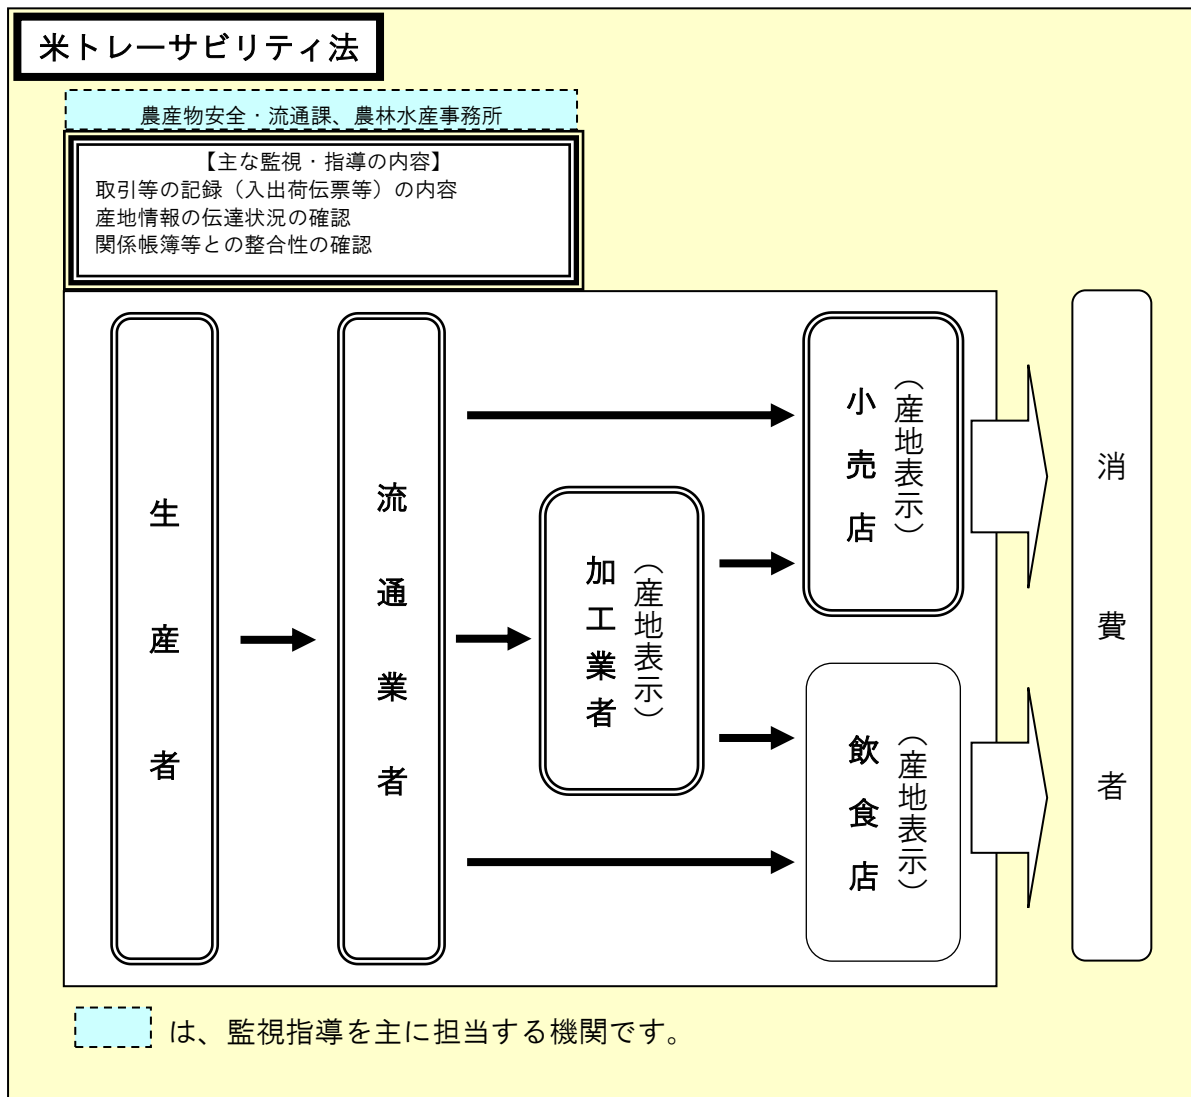 米トレーサビリティ法
農産物安全・流通課、農林水産事務所
【主な監視・指導の内容】
取引等の記録（入出荷伝票等）の内容
産地情報の伝達状況の確認
関係帳簿等との整合性の確認
生産者
流通業者
加工業者
（産地表示）
小売店
（産地表示）
飲食店
（産地表示）
消費者
は、監視指導を主に担当する機関です。